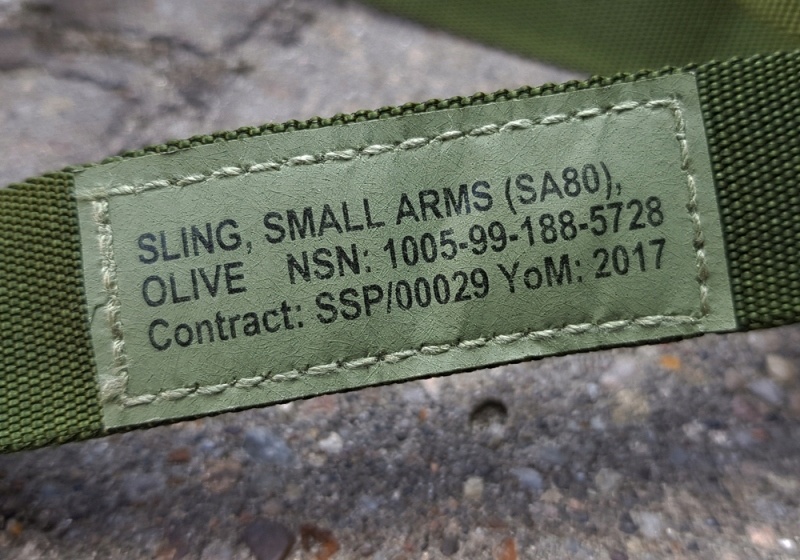 SLING, SMALL ARMS (SA80),
OLIVE NSN: 1005-99-188-5728
Contract: SSP/00029 YoM: 2017